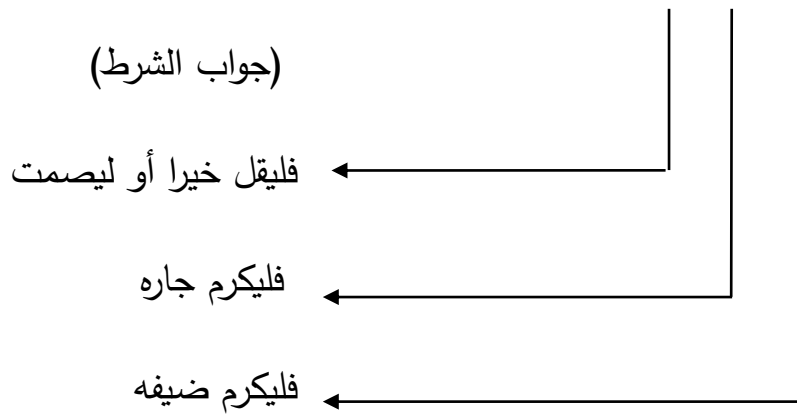 (جواب الشرط)
فليقل خيرا أو ليصمت
فليكرم جاره
فليكرم ضيفه